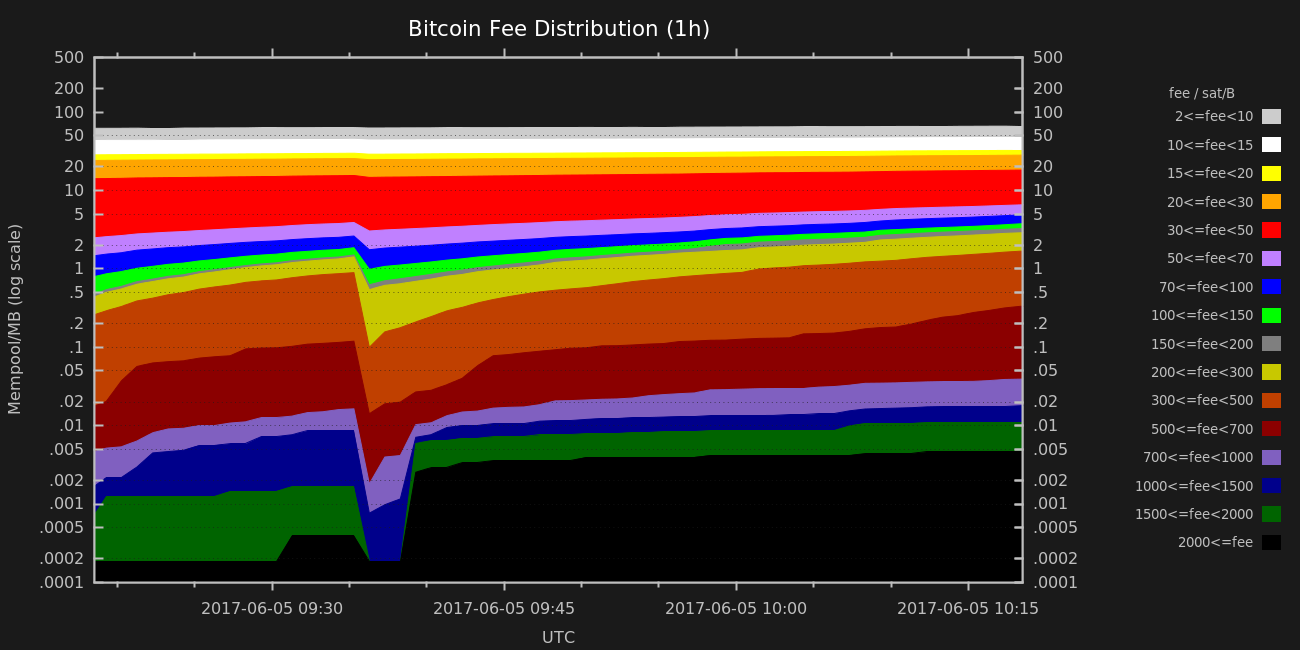 Bitcoin Fee Distribution (1h)
Mempool/MB (log scale)
500
200
100
50
20
10
5
2
1
.5
.2
.1
.05
.02
.01
.005
.002
.001
.0005
.0002
.0001
500
200
100
50
20
10
5
2
1
.5
.2
.1
.05
.02
.01
.005
.002
.001
.0005
.0002
.0001
2017-06-05 09:30 2017-06-05 09:45 2017-06-05 10:00 2017-06-05 10:15
UTC
fee / sat/B
2<=fee<10
10<=fee<15
15<=fee<20
20<=fee<30
30<=fee<50
50<=fee<70
70<=fee<100
100<=fee<150
150<=fee<200
200<=fee<300
300<=fee<500
500<=fee<700
700<=fee<1000
1000<=fee<1500
1500<=fee<2000
2000<=fee